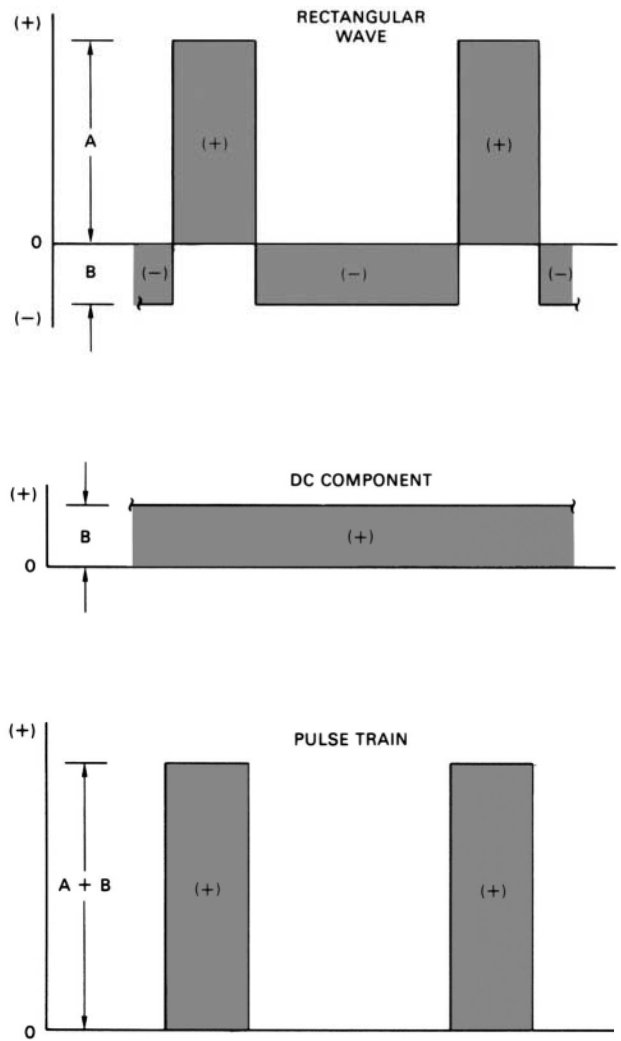 RECTANGULAR
WAVE
(+)
A
(+)
(+)
0
B
(−)
(−)
(−)
(−)
DC COMPONENT
(+)
B
(+)
0
PULSE TRAIN
(+)
A + B
(+)
(+)
0